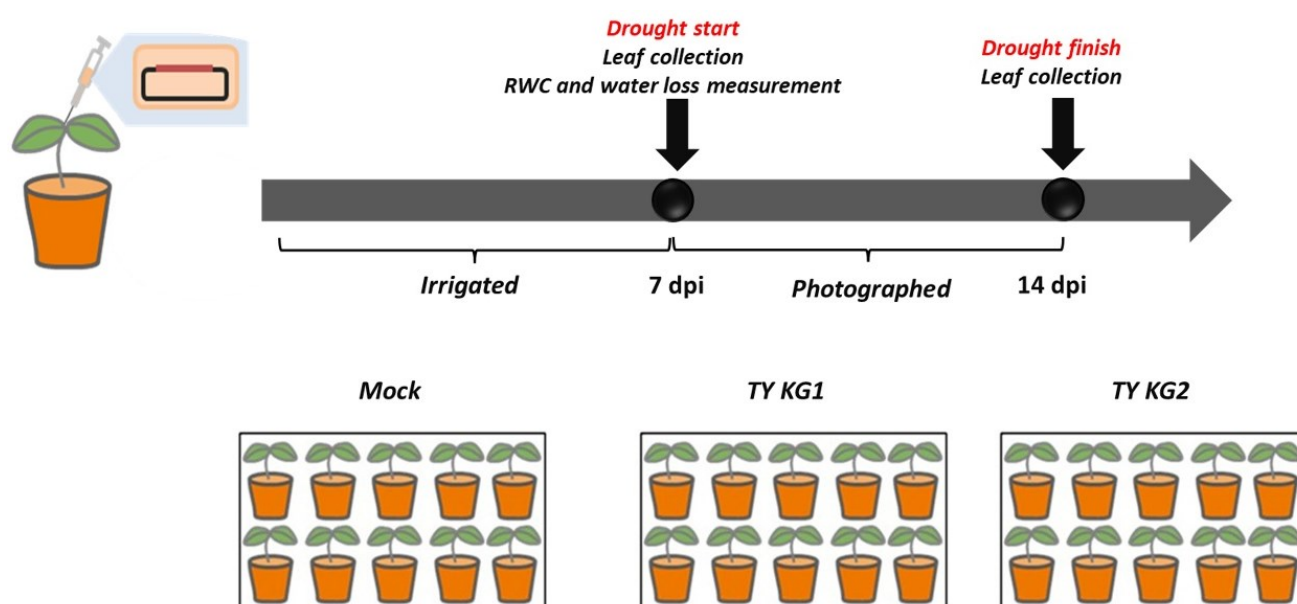 Drought start
Leaf collection
RWC and water loss measurement
Drought finish
Leaf collection
Irrigated
7 dpi
Photographed
14 dpi
Mock
TY KG1
TY KG2